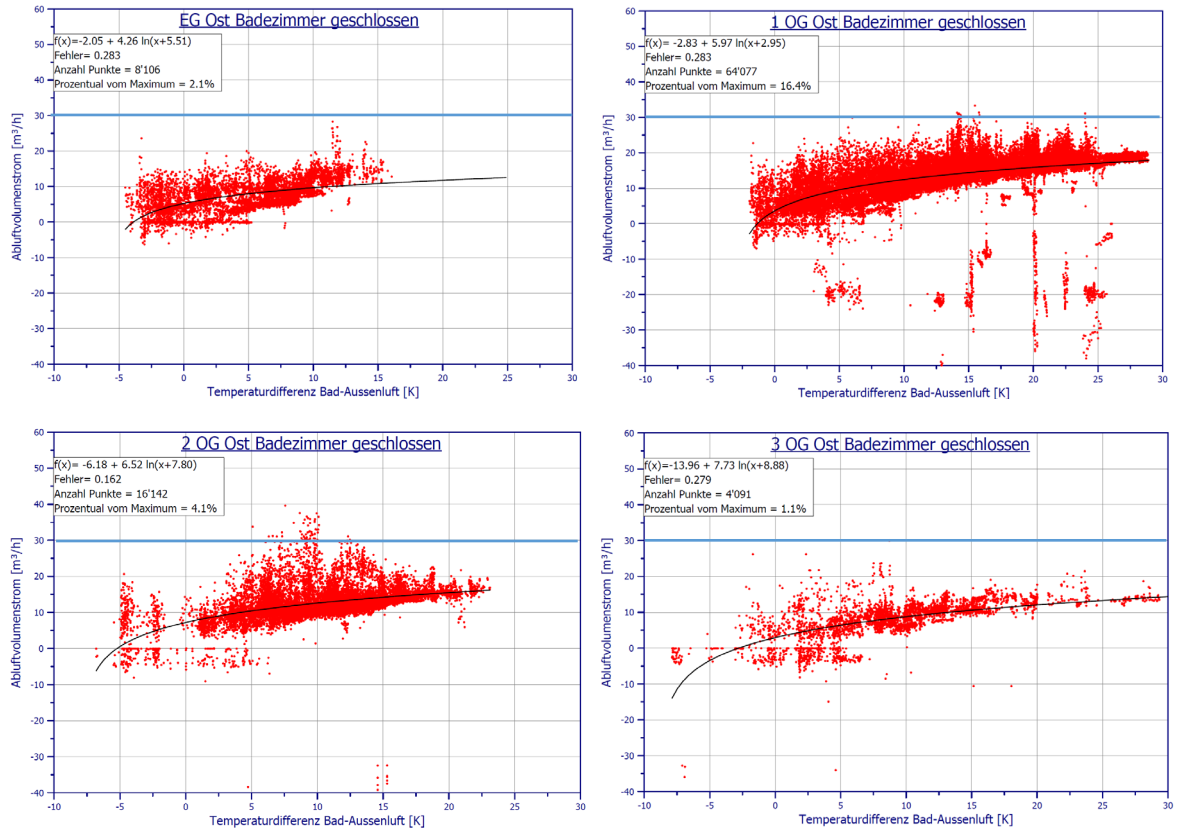 EG Ost Badezimmer geschlossen
f(x)=-2.05 + 4.26 ln(x+5.51)
Fehler= 0.283
Anzahl Punkte = 8'106
Prozentual vom Maximum = 2.1%
Abluftvolumenstrom [m³/h]
60
50
40
30
20
10
0
-10
-20
-30
-40
-10 -5 0 5 10 15 20 25 30
Temperaturdifferenz Bad-Aussenluft [K]
1 OG Ost Badezimmer geschlossen
f(x)= -2.83 + 5.97 ln(x+2.95)
Fehler= 0.283
Anzahl Punkte = 64'077
Prozentual vom Maximum = 16.4%
Abluftvolumenstrom [m³/h]
60
50
40
30
20
10
0
-10
-20
-30
-40
-10 -5 0 5 10 15 20 25 30
Temperaturdifferenz Bad-Aussenluft [K]
2 OG Ost Badezimmer geschlossen
f(x)= -6.18 + 6.52 ln(x+7.80)
Fehler= 0.162
Anzahl Punkte = 16'142
Prozentual vom Maximum = 4.1%
Abluftvolumenstrom [m³/h]
60
50
40
30
20
10
0
-10
-20
-30
-40
-10 -5 0 5 10 15 20 25 30
Temperaturdifferenz Bad-Aussenluft [K]
3 OG Ost Badezimmer geschlossen
f(x)=-13.96 + 7.73 ln(x+8.88)
Fehler= 0.279
Anzahl Punkte = 4'091
Prozentual vom Maximum = 1.1%
Abluftvolumenstrom [m³/h]
60
50
40
30
20
10
0
-10
-20
-30
-40
-10 -5 0 5 10 15 20 25 30
Temperaturdifferenz Bad-Aussenluft [K]